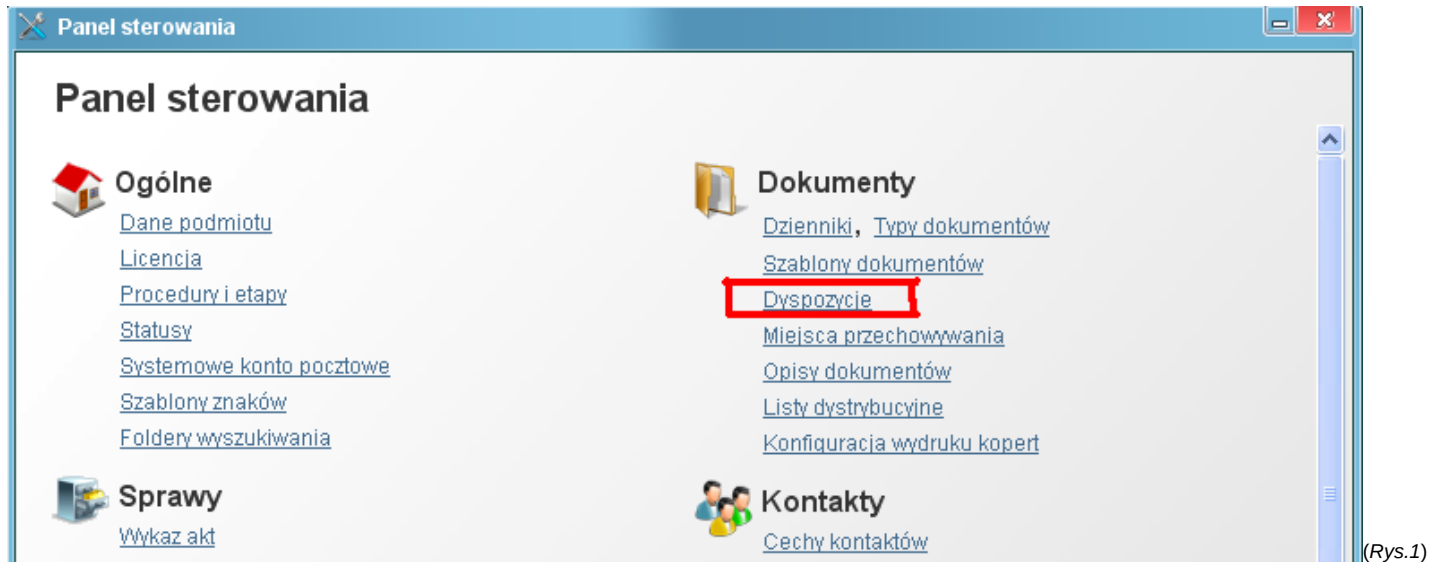 Panel sterowania
Panel sterowania
Ogólne
Dane podmiotu
Licencja
Procedury i etapy
Statusy
Systemowe konto pocztowe
Szablony znaków
Foldery wyszukiwania
Dokumenty
Dzienniki, Typy dokumentów
Szablony dokumentów
Dyspozycje
Miejsca przechowywania
Opisy dokumentów
Listy dystrybucyjne
Konfiguracja wydruku kopert
Sprawy
Wykaz akt
Kontakty
Cechy kontaktów
(Rys.1)